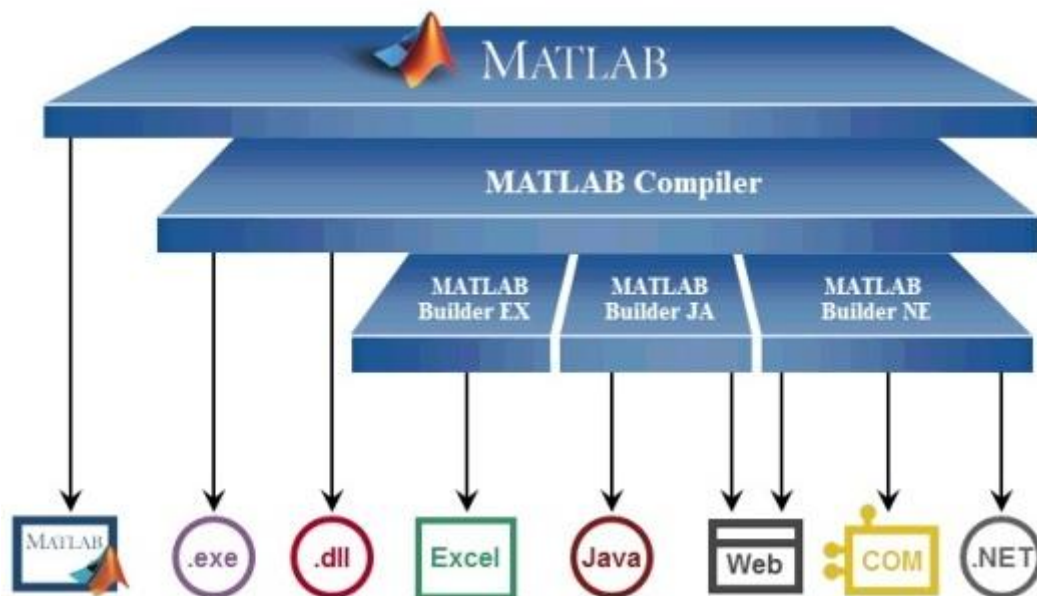 MATLAB
MATLAB Compiler
MATLAB
Builder EX
MATLAB
Builder JA
MATLAB
Builder NE
MATLAB
.exe
.dll
Excel
Java
Web
COM
.NET